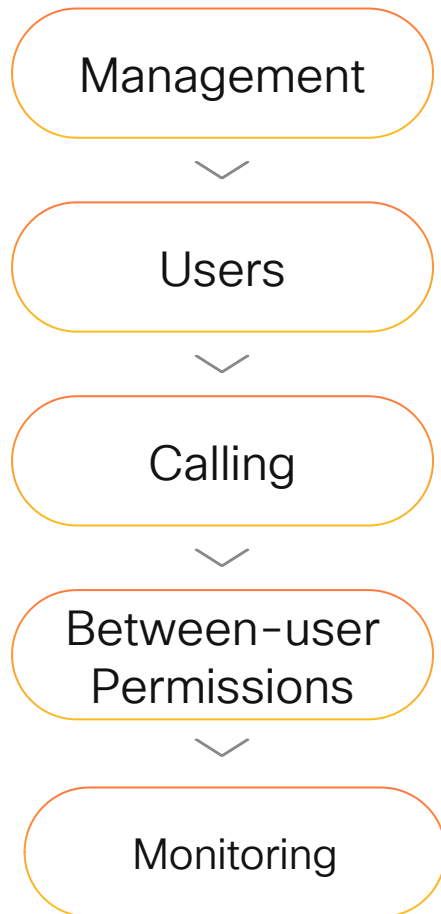 Management
Users
Calling
Between-user
Permissions
Monitoring